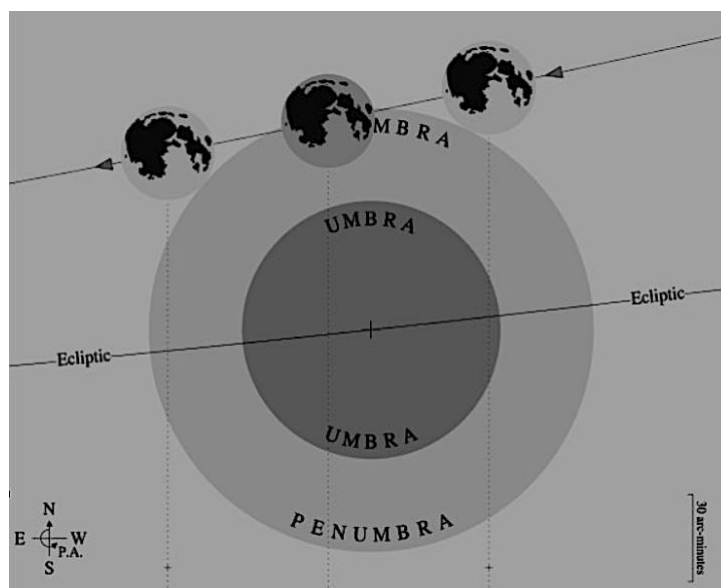 MBRA
UMBRA
Ecliptic
Ecliptic
UMBRA
PENUMBRA
N
E W
P.A.
S
30 arc-minutes